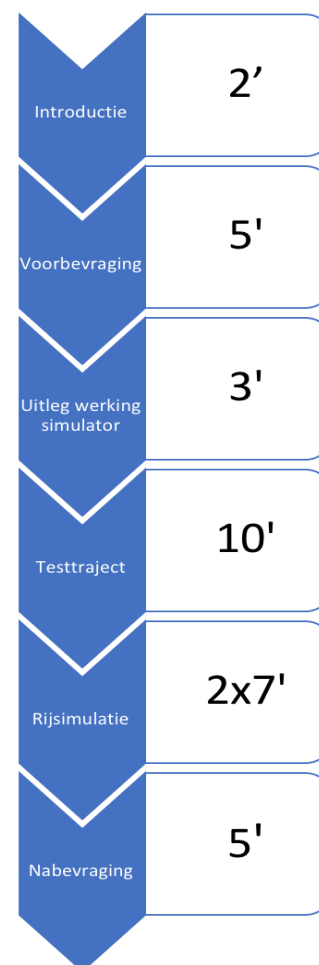 Introductie
2’
Voorbevraging
5'
Uitleg werking
simulator
3'
Testtraject
10'
Rijsimulatie
2x7'
Nabevraging
5'